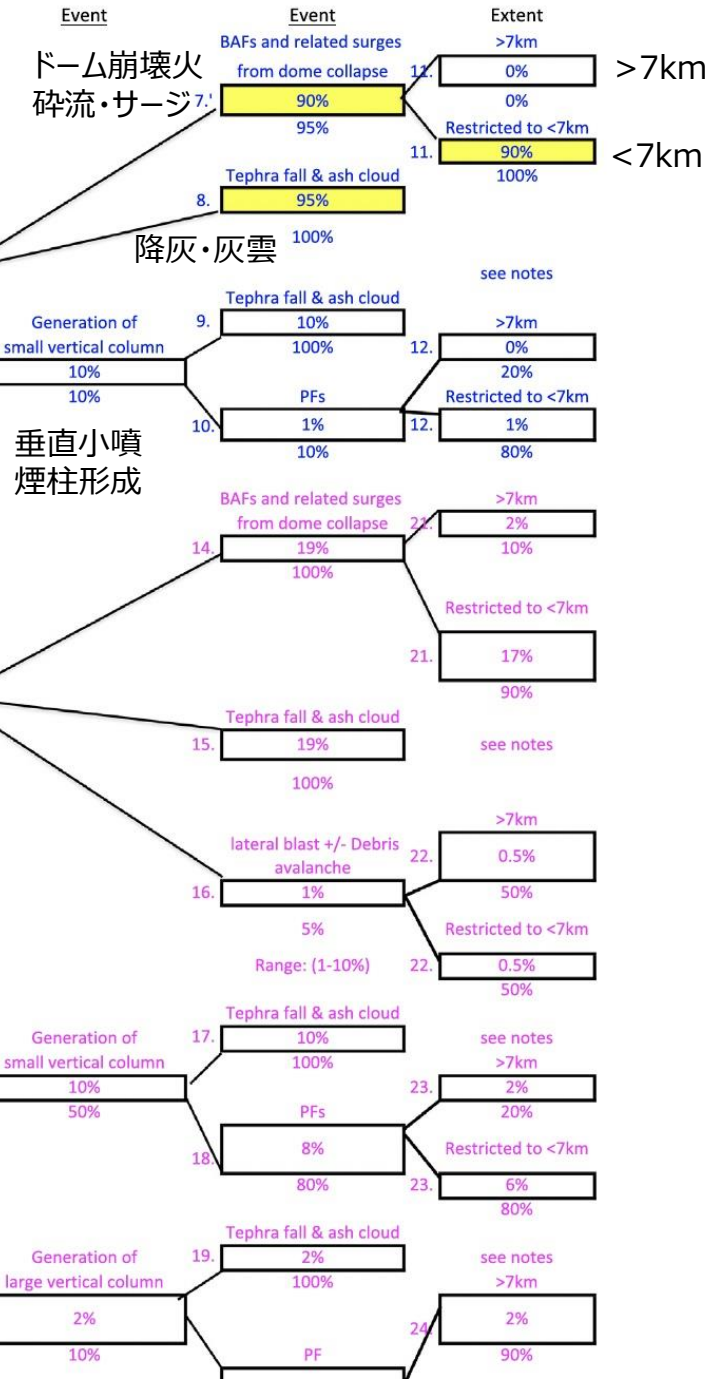 Event
Event
Extent
BAFs and related surges
from dome collapse
>7km
ドーム崩壊火
砕流・サージ
7.'
90%
95%
11.
0%
0%
>7km
Restricted to <7km
11.
90%
100%
<7km
Tephra fall & ash cloud
8.
95%
100%
降灰・灰雲
see notes
Tephra fall & ash cloud
Generation of
small vertical column
10%
10%
9.
10%
100%
>7km
12.
0%
20%
PFs
10.
1%
10%
Restricted to <7km
12.
1%
80%
垂直小噴
煙柱形成
BAFs and related surges
from dome collapse
14.
19%
100%
>7km
21.
2%
10%
Restricted to <7km
21.
17%
90%
Tephra fall & ash cloud
15.
19%
100%
see notes
lateral blast +/- Debris
avalanche
16.
1%
5%
Range: (1-10%)
>7km
22.
0.5%
50%
Restricted to <7km
22.
0.5%
50%
Tephra fall & ash cloud
Generation of
small vertical column
10%
50%
17.
10%
100%
see notes
>7km
23.
2%
20%
PFs
18.
8%
80%
Restricted to <7km
23.
6%
80%
Tephra fall & ash cloud
Generation of
large vertical column
2%
10%
19.
2%
100%
see notes
>7km
24.
2%
90%
PF